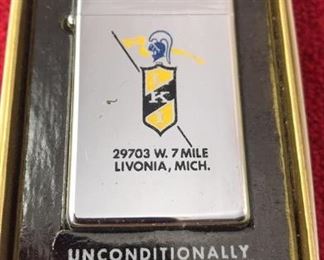 K
29703 W. 7 MILE
LIVONIA, MICH.
UNCONDITIONALLY